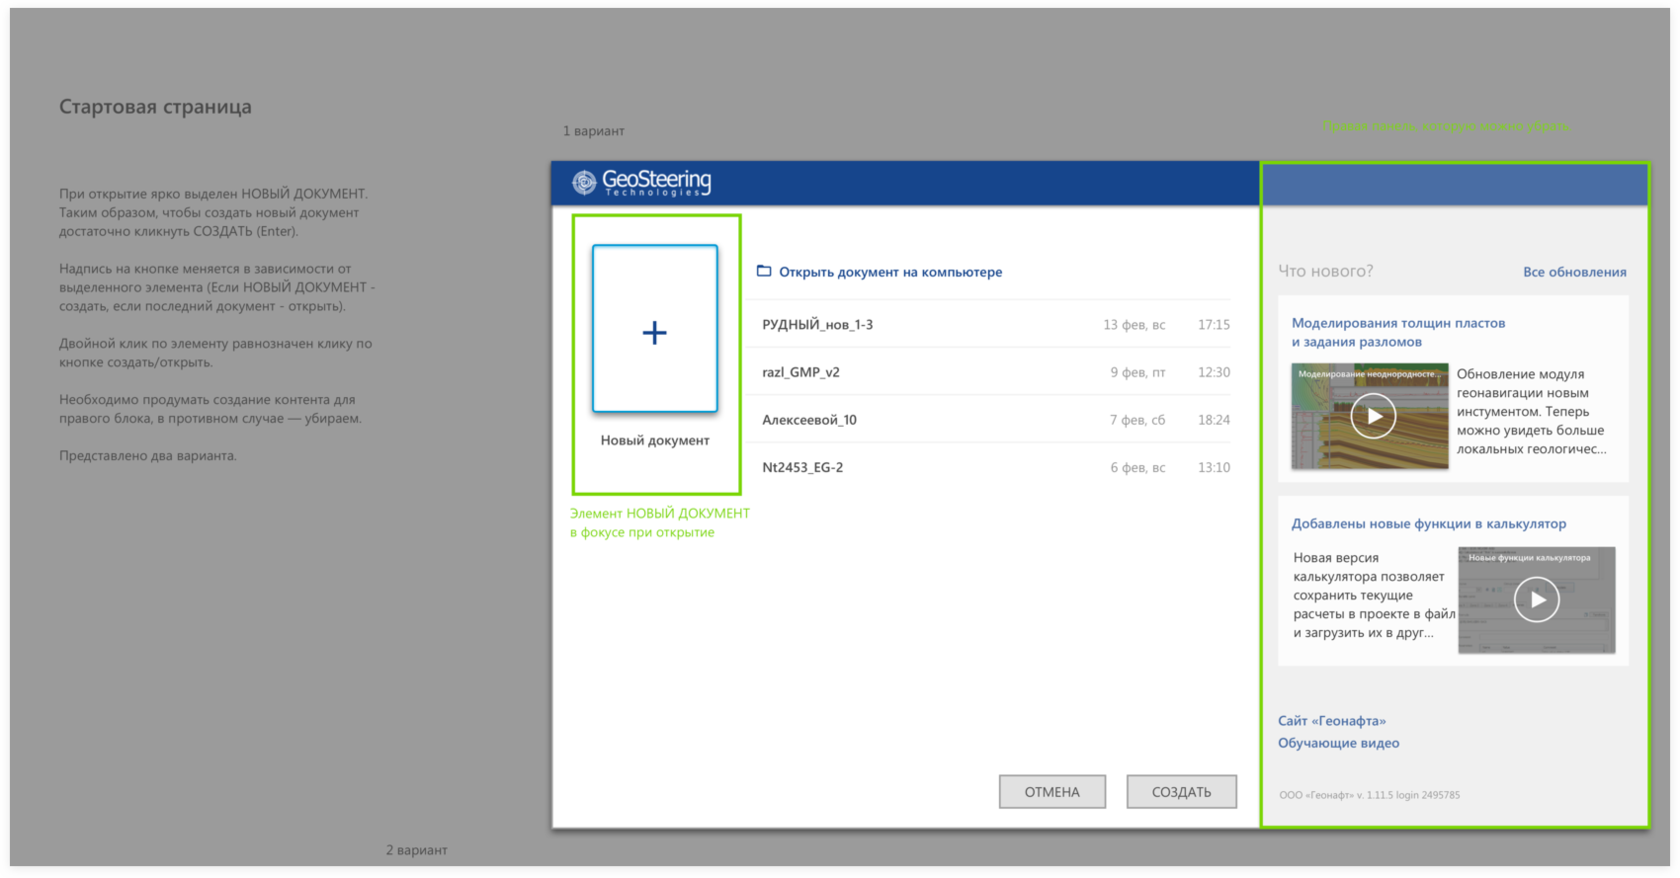 Стартовая страница
1 вариант
Правая панель, которую можно убрать
При открытие ярко выделен НОВЫЙ ДОКУМЕНТ.
Таким образом, чтобы создать новый документ
достаточно кликнуть СОЗДАТЬ (Enter).
Надпись на кнопке меняется в зависимости от
выделенного элемента (Если НОВЫЙ ДОКУМЕНТ -
создать, если последний документ - открыть).
Двойной клик по элементу равнозначен клику по
кнопке создать/открыть.
Необходимо продумать создание контента для
правого блока, в противном случае — убираем.
Представлено два варианта.
GeoSteering
Technologies
Новый документ
Элемент НОВЫЙ ДОКУМЕНТ
в фокусе при открытие
Открыть документ на компьютере
РУДНЫЙ_нов_1-3 13 фев, вс 17:15
razl_GMP_v2 9 фев, пт 12:30
Алексеевой_10 7 фев, сб 18:24
Nt2453_EG-2 6 фев, вс 13:10
ОТМЕНА СОЗДАТЬ
Что нового? Все обновления
Моделирования толщин пластов
и задания разломов
Моделирование неоднородносте...
Обновление модуля
геонавигации новым
инстументом. Теперь
можно увидеть больше
локальных геологичес...
Добавлены новые функции в калькулятор
Новая версия
калькулятора позволяет
сохранить текущие
расчеты в проекте в файл
и загрузить их в друг...
Новые функции калькулятора
Сайт «Геонафта»
Обучающие видео
ООО «Геонафт» v. 1.11.5 login 2495785
2 вариант